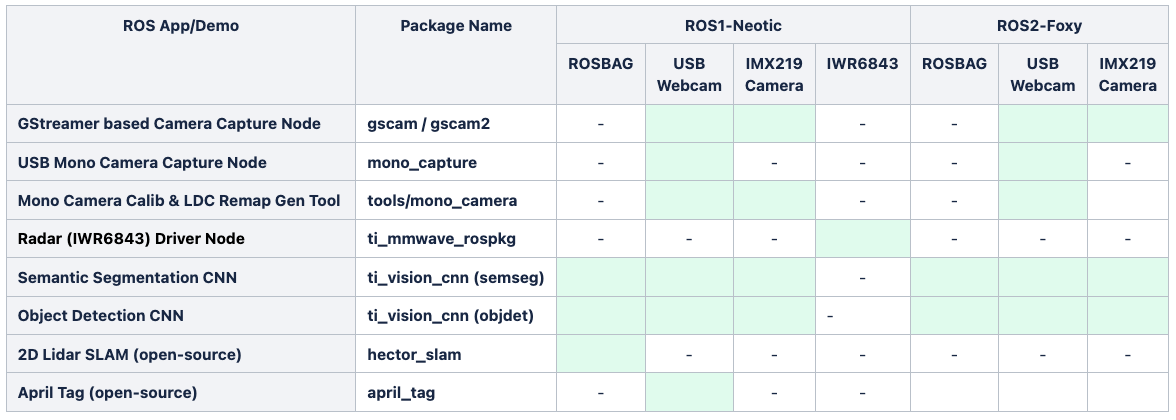 ROS App/Demo Package Name ROS1-Neotic ROS2-Foxy
ROSBAG USB Webcam IMX219 Camera IWR6843 ROSBAG USB Webcam IMX219 Camera
GStreamer based Camera Capture Node gscam / gscam2 - - -
USB Mono Camera Capture Node mono_capture - - - - -
Mono Camera Calib & LDC Remap Gen Tool tools/mono_camera - - -
Radar (IWR6843) Driver Node ti_mmwave_rospkg - - - - - -
Semantic Segmentation CNN ti_vision_cnn (semseg) -
Object Detection CNN ti_vision_cnn (objdet) -
2D Lidar SLAM (open-source) hector_slam - - - - - -
April Tag (open-source) april_tag - - -